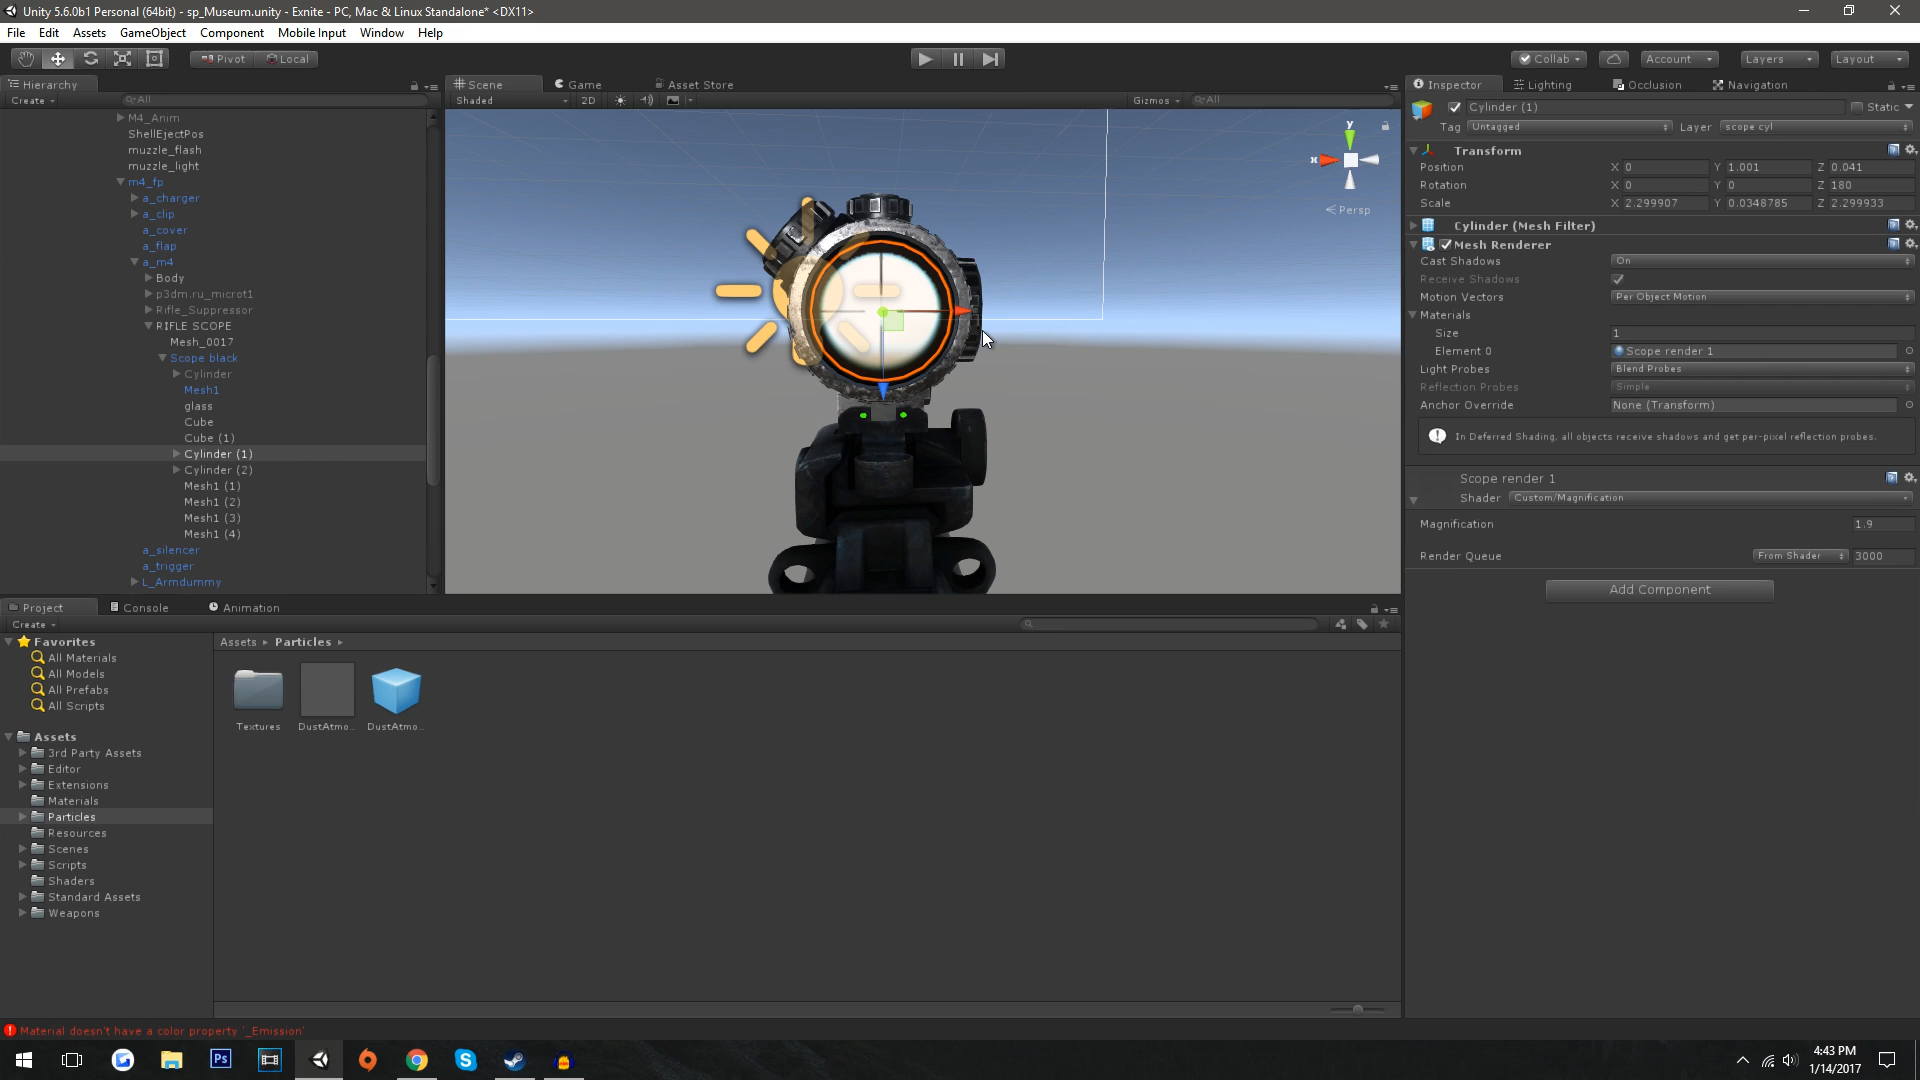 Unity 5.6.0b1 Personal (64bit) - sp_Museum.unity - Exnite - PC, Mac & Linux Standalone* <DX11>
File Edit Assets GameObject Component Mobile Input Window Help
Pivot Local Collab Account Layers Layout
Hierarchy
Create All
M4_Anim
ShellEjectPos
muzzle_flash
muzzle_light
m4_fp
a_charger
a_clip
a_cover
a_flap
a_m4
Body
p3dm.ru_microt1
Rifle_Suppressor
RIFLE SCOPE
Mesh_0017
Scope black
Cylinder
Mesh1
glass
Cube
Cube (1)
Cylinder (1)
Cylinder (2)
Mesh1 (1)
Mesh1 (2)
Mesh1 (3)
Mesh1 (4)
a_silencer
a_trigger
L_Armdummy
Scene Game Asset Store
Shaded 2D Gizmos All
y
x
Persp
Inspector Lighting Occlusion Navigation
Cylinder (1) Static
Tag Untagged Layer scope cyl
Transform
Position X 0 Y 1.001 Z 0.041
Rotation X 0 Y 0 Z 180
Scale X 2.299907 Y 0.0348785 Z 2.299933
Cylinder (Mesh Filter)
Mesh Renderer
Cast Shadows On
Receive Shadows
Motion Vectors Per Object Motion
Materials
Size 1
Element 0 Scope render 1
Light Probes Blend Probes
Reflection Probes Simple
Anchor Override None (Transform)
In Deferred Shading, all objects receive shadows and get per-pixel reflection probes.
Scope render 1
Shader Custom/Magnification
Magnification 1.9
Render Queue From Shader 3000
Add Component
Project Console Animation
Create
Favorites
All Materials
All Models
All Prefabs
All Scripts
Assets
3rd Party Assets
Editor
Extensions
Materials
Particles
Resources
Scenes
Scripts
Shaders
Standard Assets
Weapons
Assets Particles
Textures DustAtmo... DustAtmo...
Material doesn't have a color property '_Emission'
Ps
4:43 PM
1/14/2017